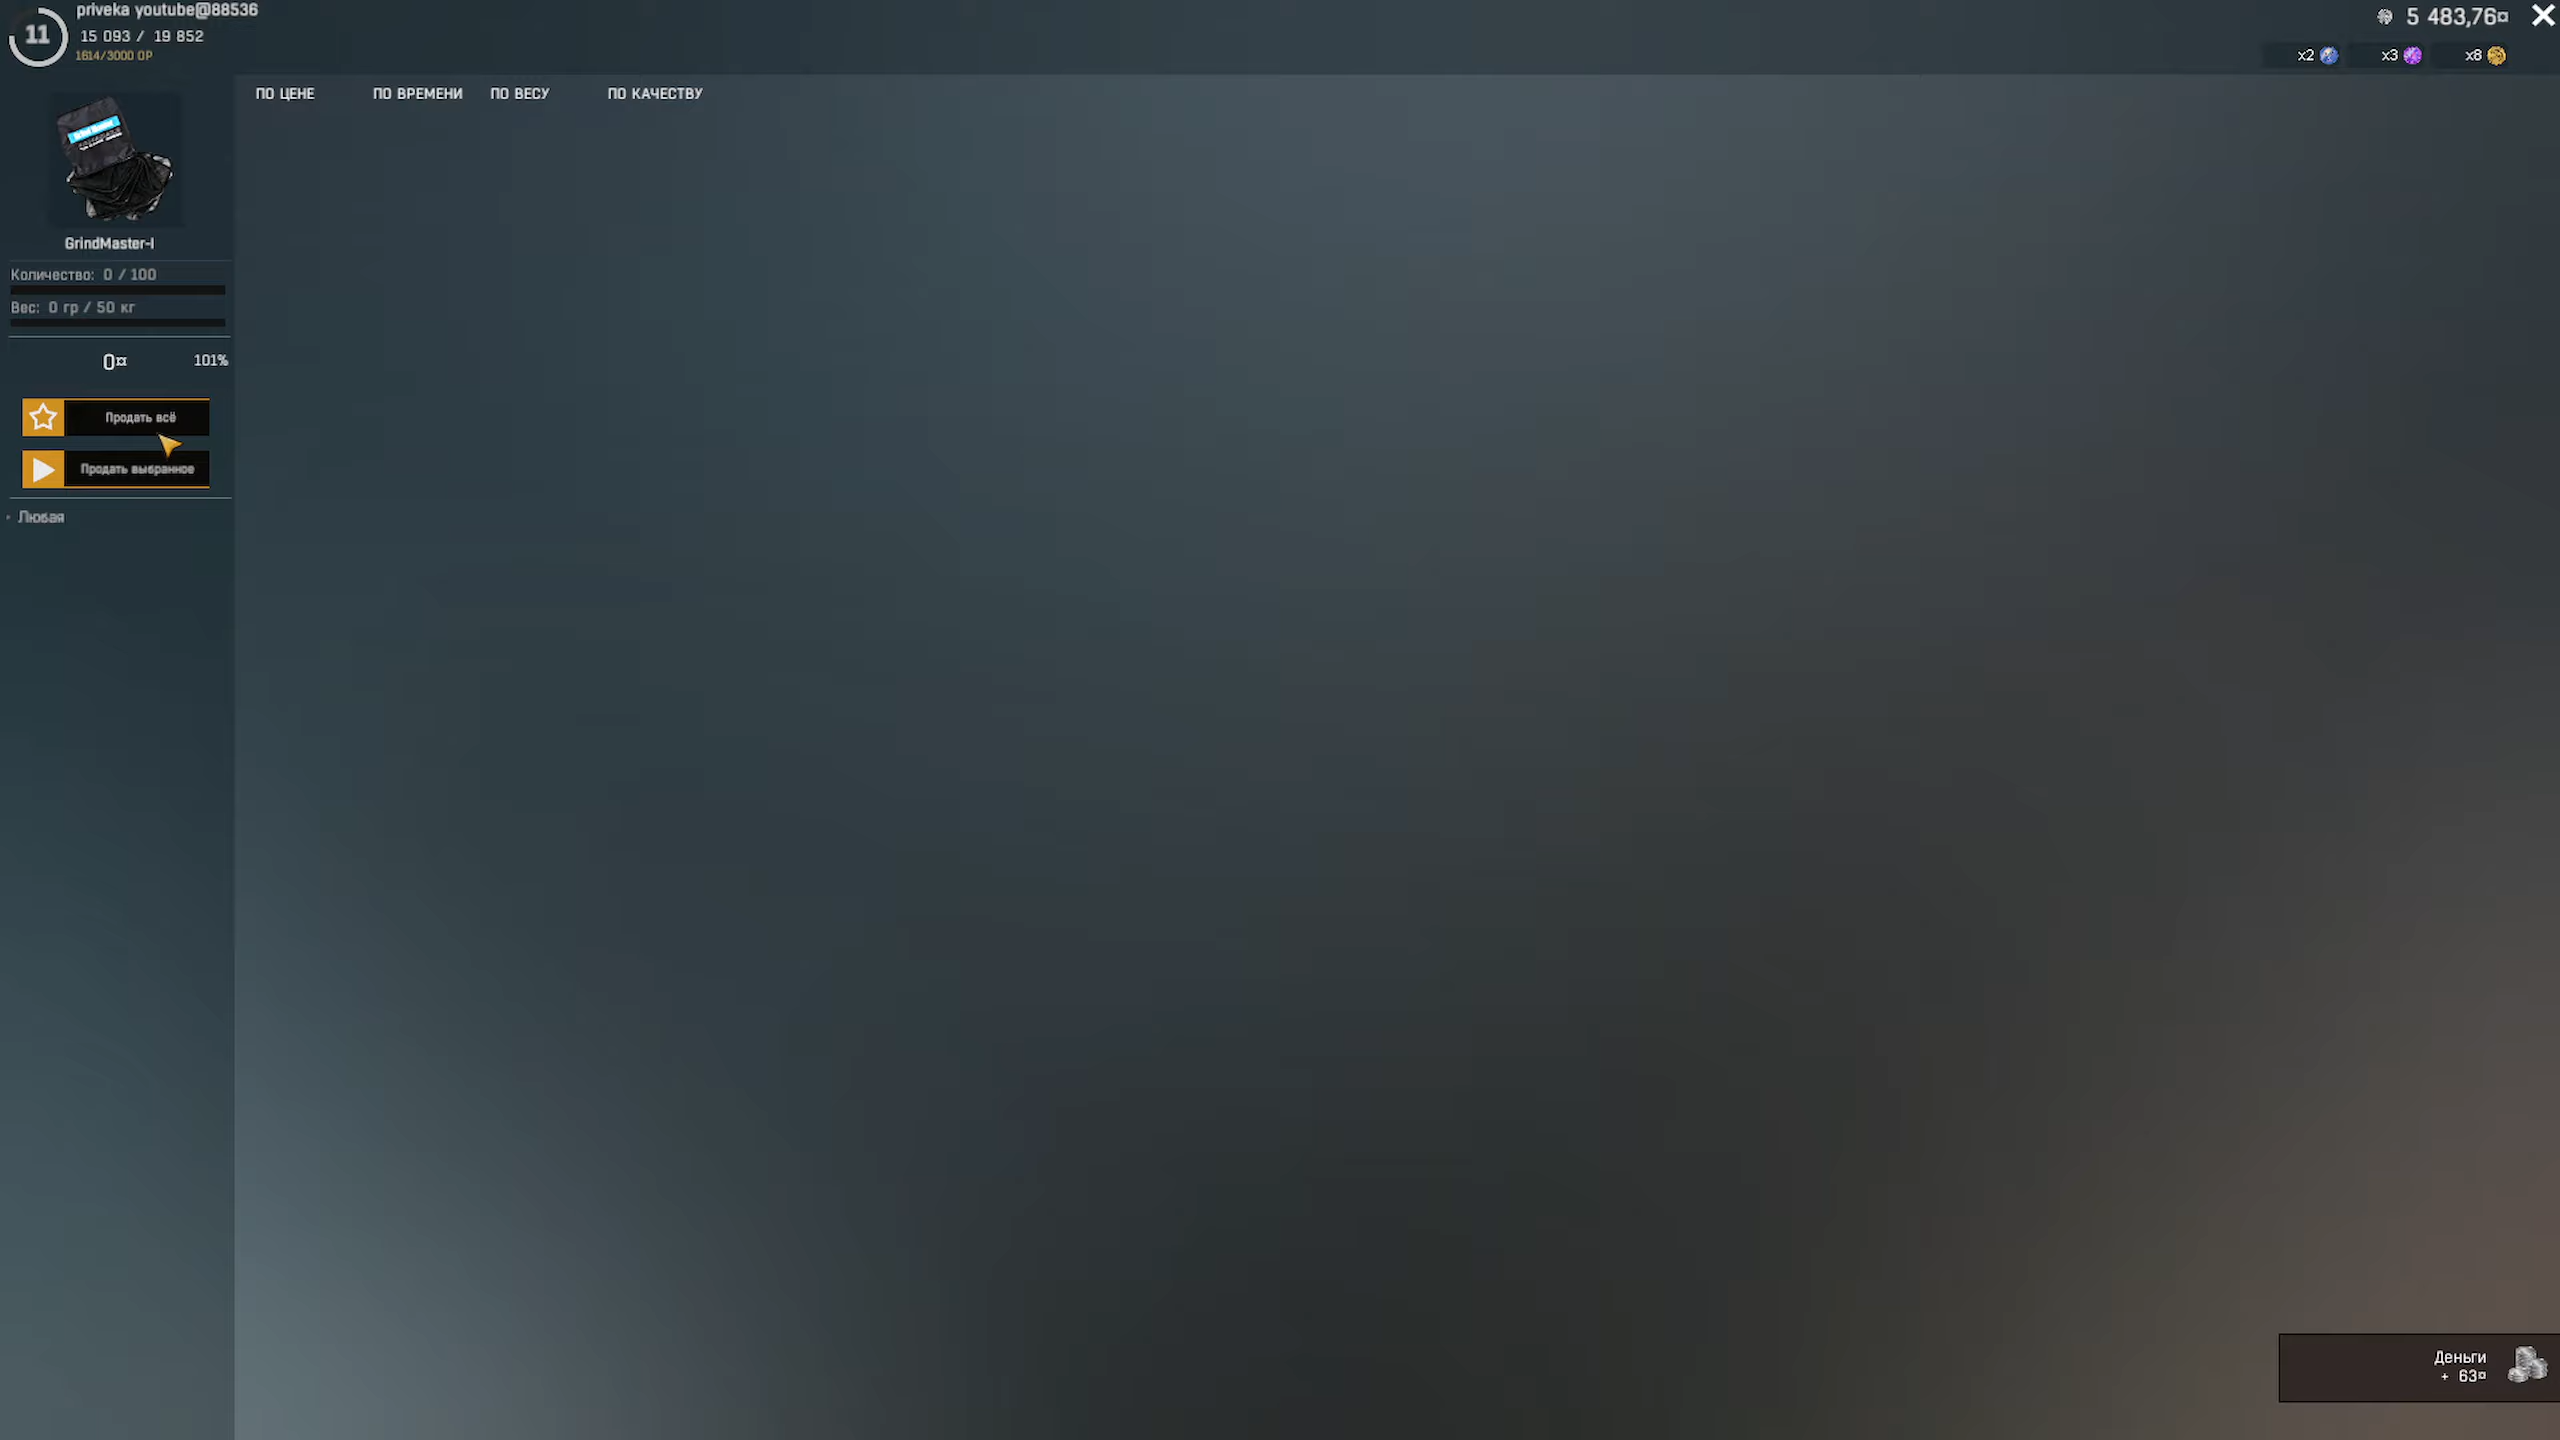 11
priveka youtube@88536
15 093 / 19 852
1614/3000 OP
5 483,76¤
x2 x3 x8
ПО ЦЕНЕ ПО ВРЕМЕНИ ПО ВЕСУ ПО КАЧЕСТВУ
GrindMaster-I
Количество: 0 / 100
Вес: 0 гр / 50 кг
0¤ 101%
Продать всё
Продать выбранное
Любая
Деньги
+ 63¤